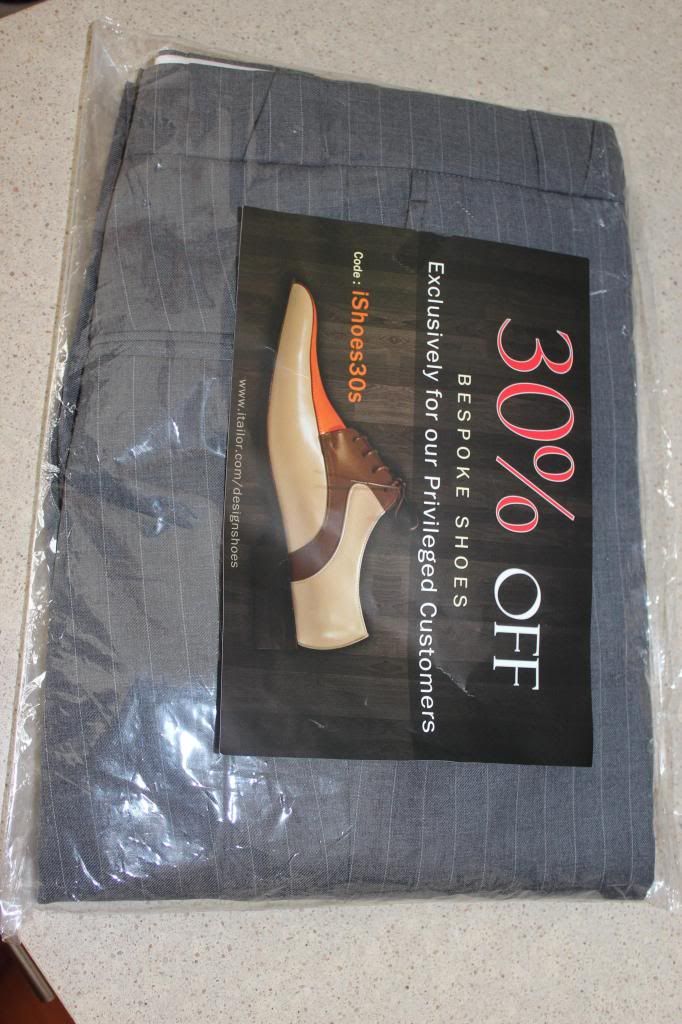 30% OFF
BESPOKE SHOES
Exclusively for our Privileged Customers
Code: iShoes30s
www.itailor.com/designshoes